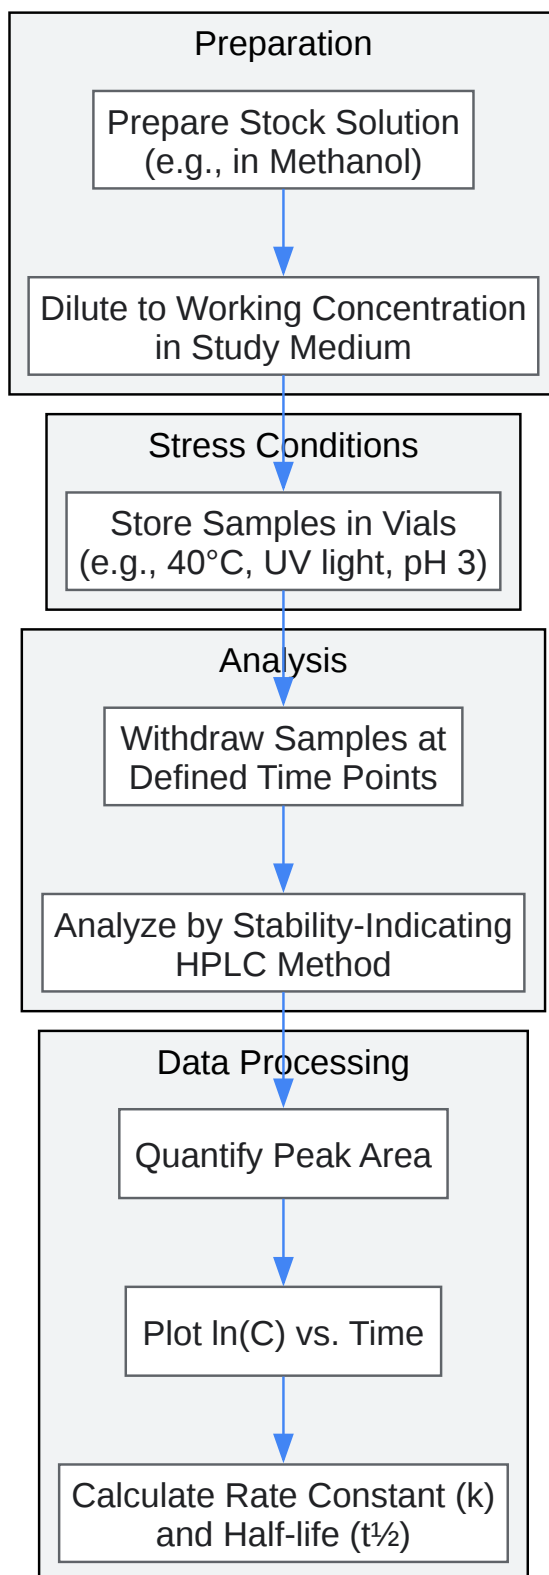 Preparation
Prepare Stock Solution
(e.g., in Methanol)
Dilute to Working Concentration
in Study Medium
Stress Conditions
Store Samples in Vials
(e.g., 40°C, UV light, pH 3)
Analysis
Withdraw Samples at
Defined Time Points
Analyze by Stability-Indicating
HPLC Method
Data Processing
Quantify Peak Area
Plot ln(C) vs. Time
Calculate Rate Constant (k)
and Half-life (t½)